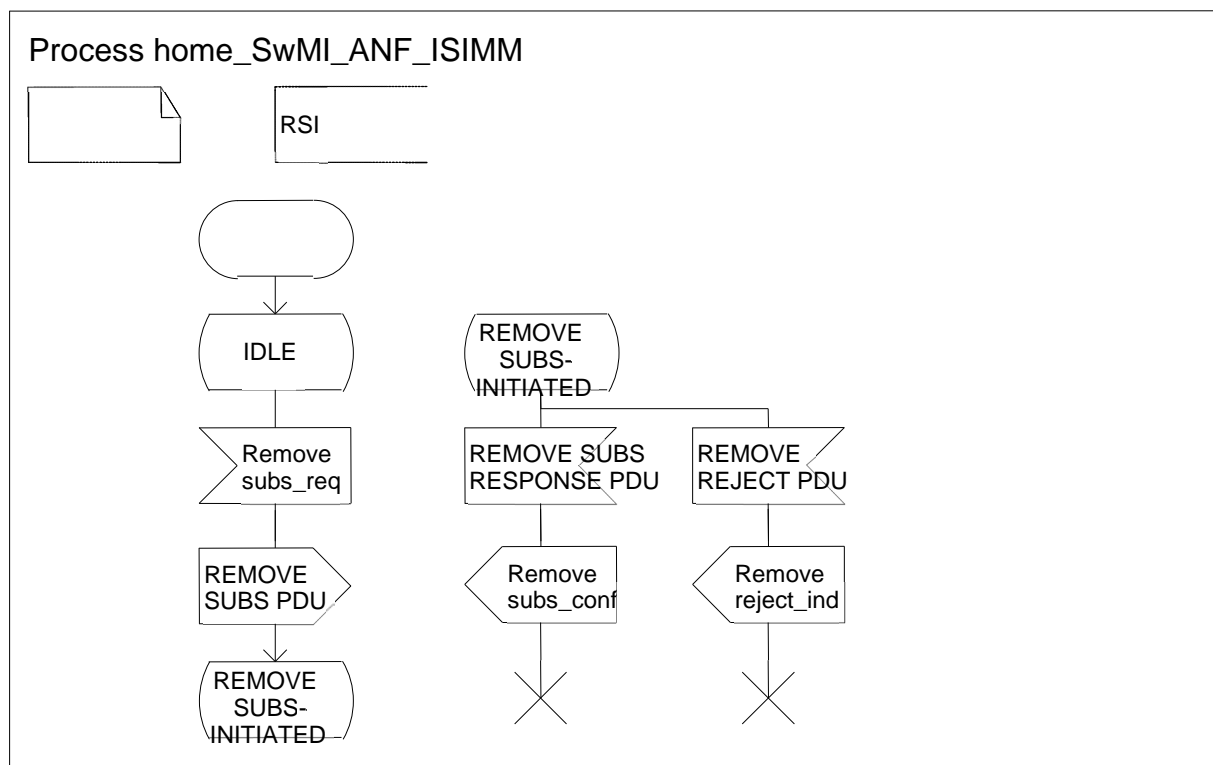 Process home_SwMI_ANF_ISIMM
RSI
IDLE
Remove
subs_req
REMOVE
SUBS PDU
REMOVE
SUBS-
INITIATED
REMOVE
SUBS-
INITIATED
REMOVE SUBS
RESPONSE PDU
Remove
subs_conf
REMOVE
REJECT PDU
Remove
reject_ind